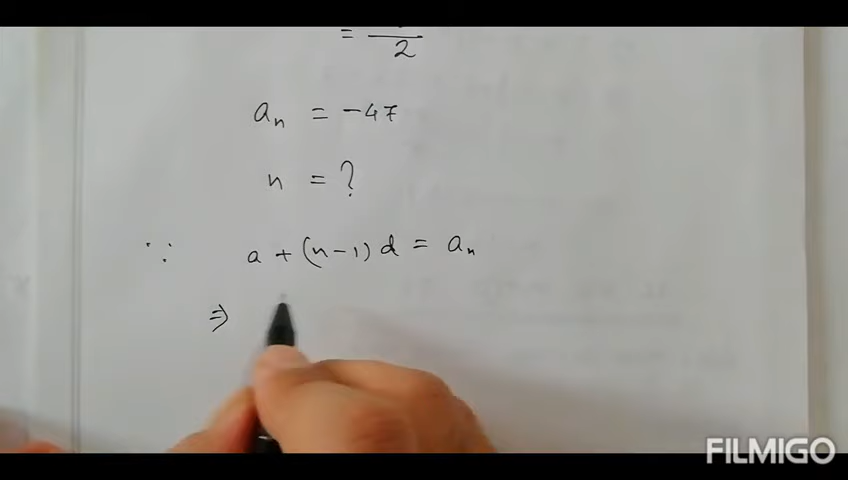 = /2
aₙ = -47
n = ?
∵ a + (n-1) d = aₙ
⇒
FILMIGO